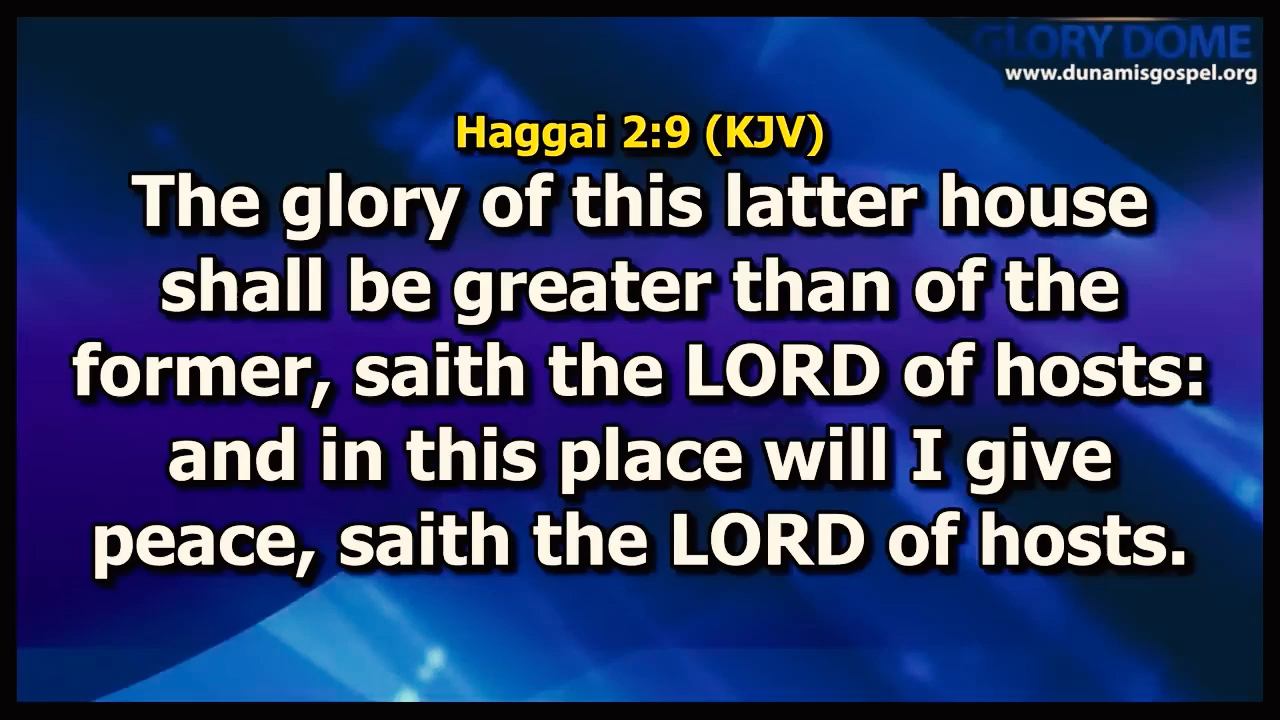 GLORY DOME
www.dunamisgospel.org
Haggai 2:9 (KJV)
The glory of this latter house
shall be greater than of the
former, saith the LORD of hosts:
and in this place will I give
peace, saith the LORD of hosts.